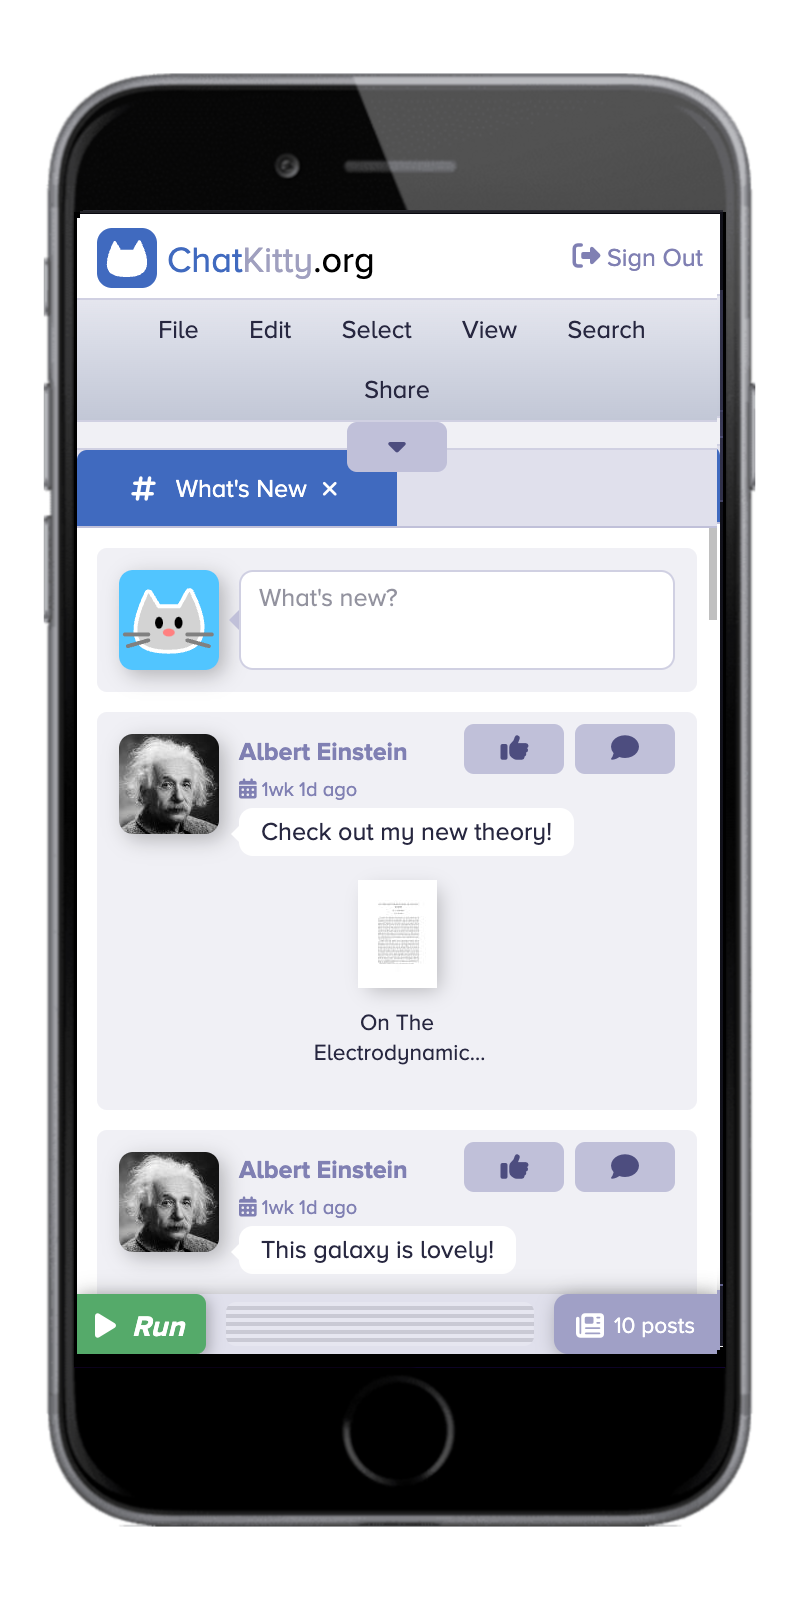 ChatKitty.org
Sign Out
File Edit Select View Search
Share
# What's New ×
What's new?
Albert Einstein
1wk 1d ago
Check out my new theory!
On The
Electrodynamic...
Albert Einstein
1wk 1d ago
This galaxy is lovely!
Run
10 posts